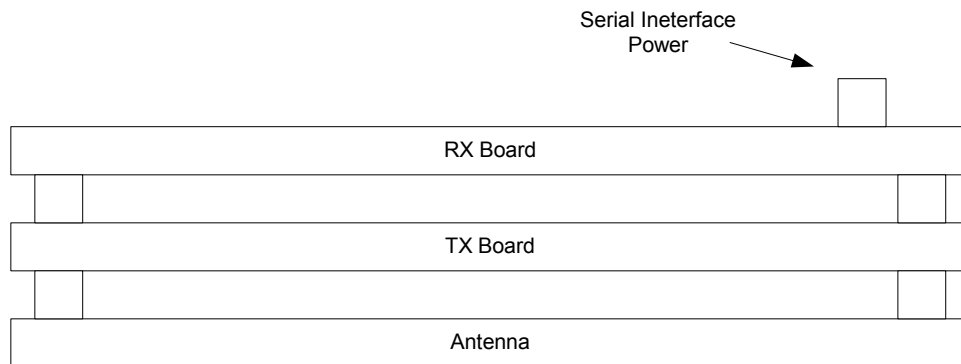 Serial Ineterface
Power
RX Board
TX Board
Antenna